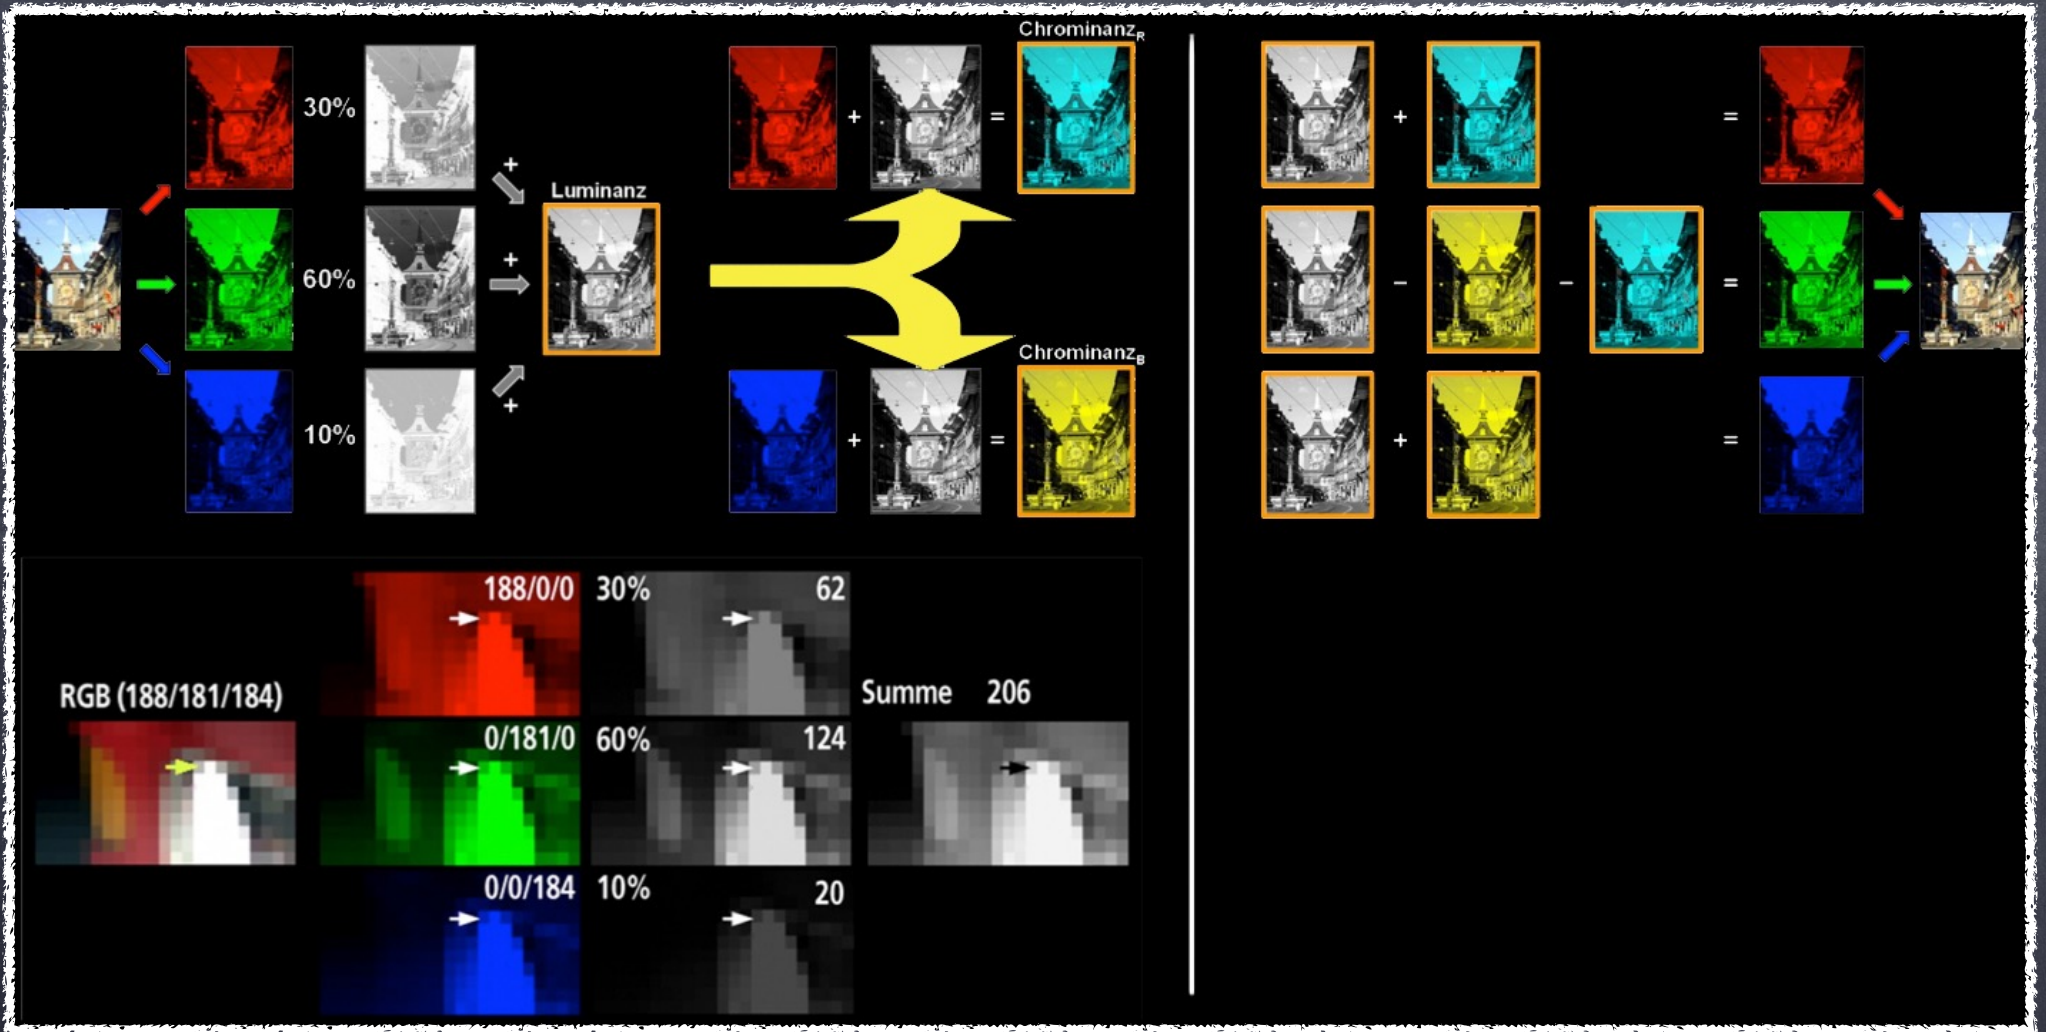 30%
+
Luminanz
60%
+
10%
+
Chrominanz R
+ =
Chrominanz B
+ =
+ =
- - =
+ =
RGB (188/181/184)
188/0/0
30% 62
0/181/0
60% 124
0/0/184
10% 20
Summe 206